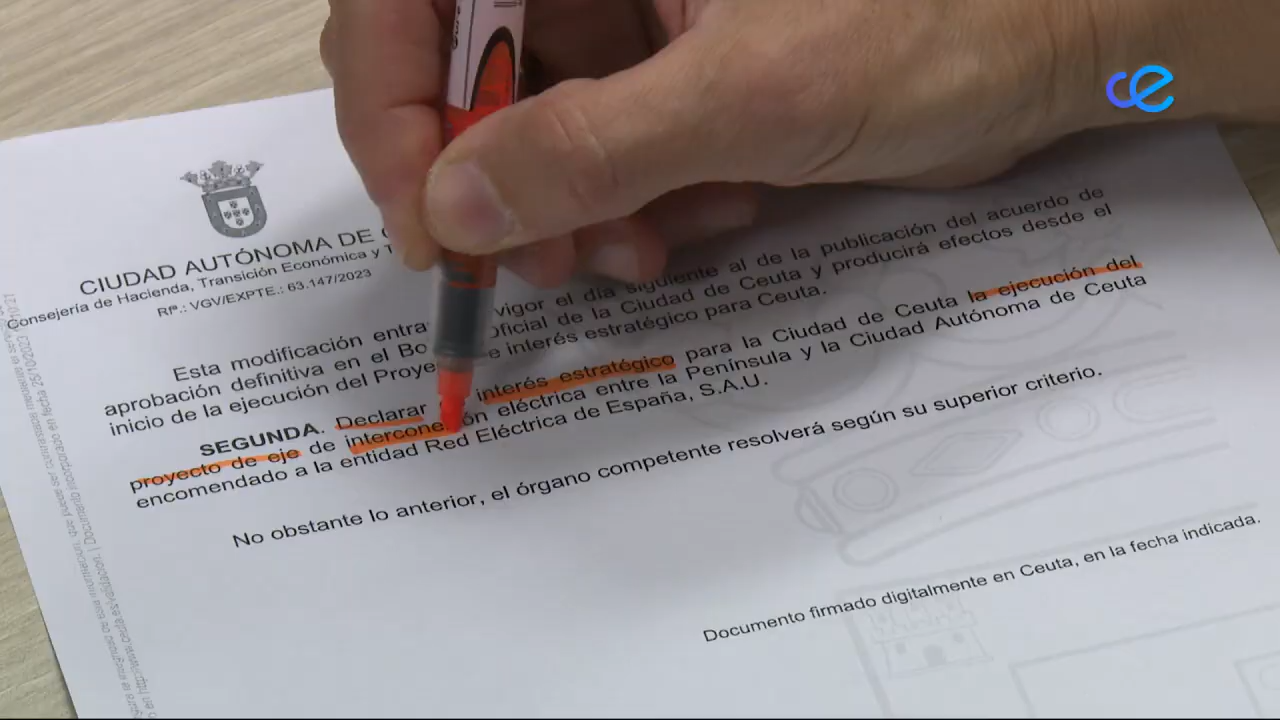 ce
CIUDAD AUTÓNOMA DE
Consejería de Hacienda, Transición Económica y
Rfª.: VGV/EXPTE.: 63.147/2023
Esta modificación vigor el día siguiente al de la publicación del acuerdo de
aprobación definitiva en el oficial de la Ciudad de Ceuta y producirá efectos desde el
inicio de la ejecución del interés estratégico para Ceuta.
SEGUNDA. Declarar interés estratégico para la Ciudad de Ceuta la ejecución del
proyecto de eje de eléctrica entre la Península y la Ciudad Autónoma de Ceuta
encomendado a la entidad Red Eléctrica de España, S.A.U.
No obstante lo anterior, el órgano competente resolverá según su superior criterio.
Documento firmado digitalmente en Ceuta, en la fecha indicada.